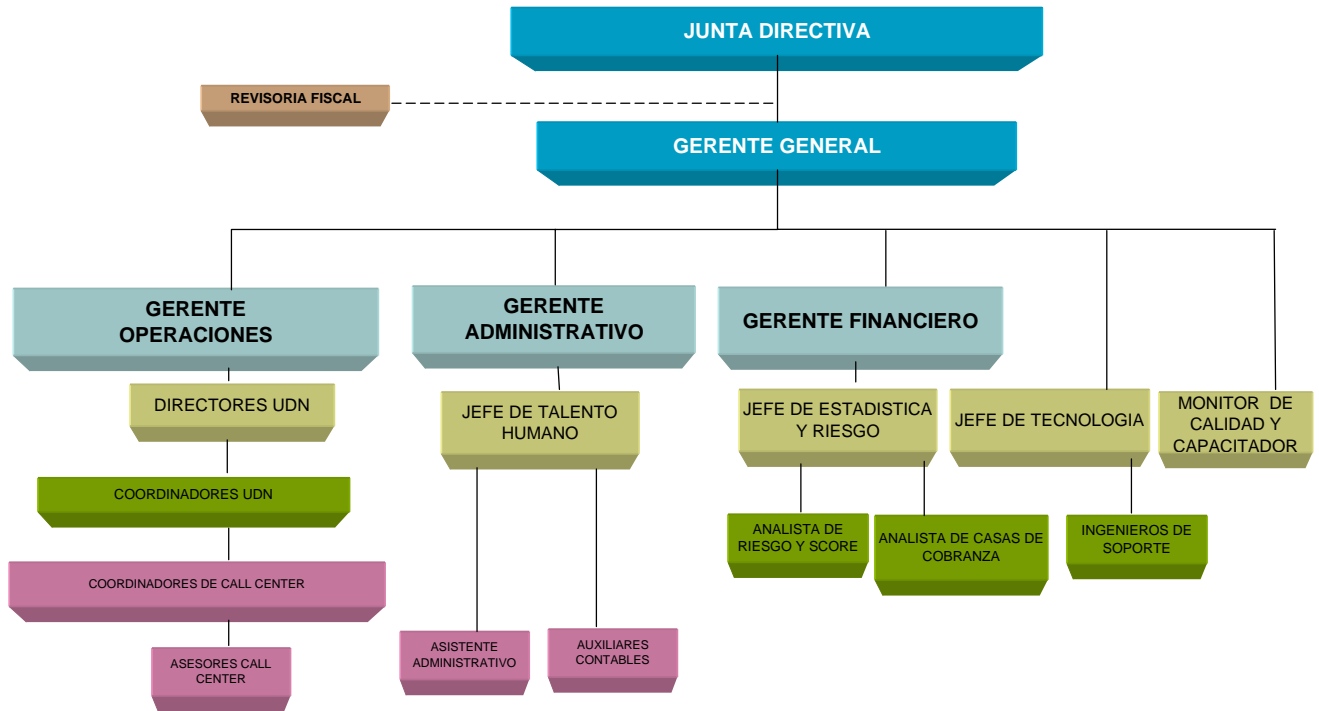 JUNTA DIRECTIVA
REVISORIA FISCAL
GERENTE GENERAL
GERENTE
OPERACIONES
GERENTE
ADMINISTRATIVO
GERENTE FINANCIERO
DIRECTORES UDN
JEFE DE TALENTO
HUMANO
JEFE DE ESTADISTICA
Y RIESGO
JEFE DE TECNOLOGIA
MONITOR DE
CALIDAD Y
CAPACITADOR
COORDINADORES UDN
ANALISTA DE
RIESGO Y SCORE
ANALISTA DE CASAS DE
COBRANZA
INGENIEROS DE
SOPORTE
COORDINADORES DE CALL CENTER
ASESORES CALL
CENTER
ASISTENTE
ADMINISTRATIVO
AUXILIARES
CONTABLES